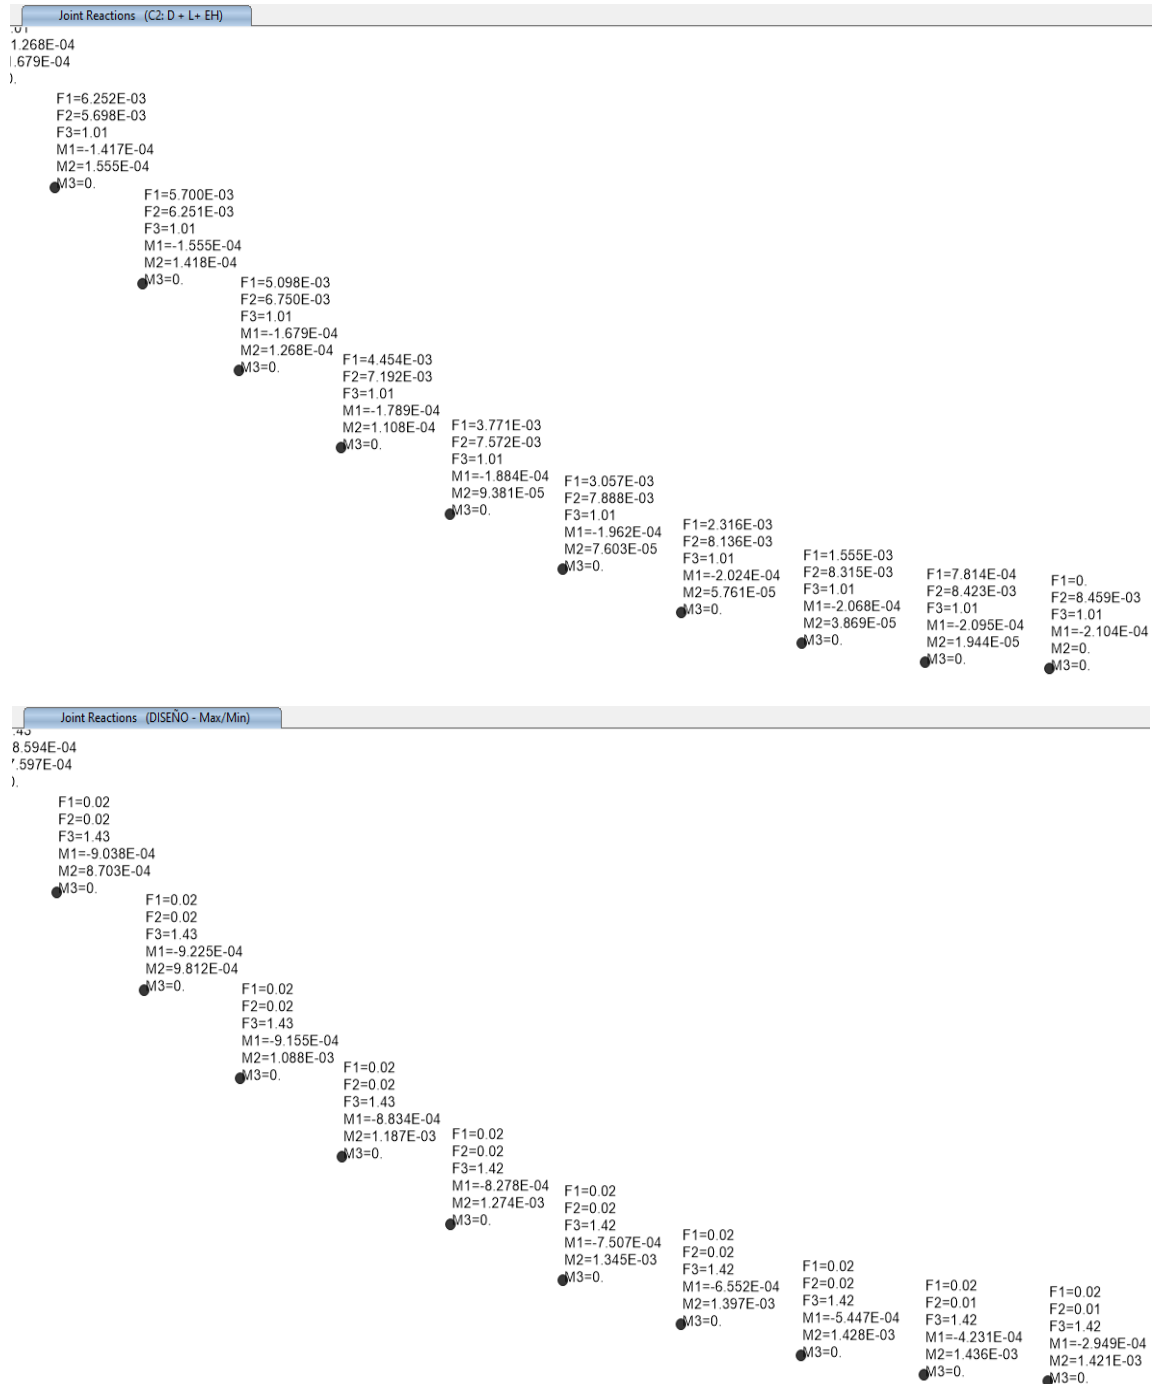 Joint Reactions (C2: D + L+ EH)
1.268E-04
1.679E-04
F1=6.252E-03
F2=5.698E-03
F3=1.01
M1=-1.417E-04
M2=1.555E-04
M3=0.
F1=5.700E-03
F2=6.251E-03
F3=1.01
M1=-1.555E-04
M2=1.418E-04
M3=0.
F1=5.098E-03
F2=6.750E-03
F3=1.01
M1=-1.679E-04
M2=1.268E-04
M3=0.
F1=4.454E-03
F2=7.192E-03
F3=1.01
M1=-1.789E-04
M2=1.108E-04
M3=0.
F1=3.771E-03
F2=7.572E-03
F3=1.01
M1=-1.884E-04
M2=9.381E-05
M3=0.
F1=3.057E-03
F2=7.888E-03
F3=1.01
M1=-1.962E-04
M2=7.603E-05
M3=0.
F1=2.316E-03
F2=8.136E-03
F3=1.01
M1=-2.024E-04
M2=5.761E-05
M3=0.
F1=1.555E-03
F2=8.315E-03
F3=1.01
M1=-2.068E-04
M2=3.869E-05
M3=0.
F1=7.814E-04
F2=8.423E-03
F3=1.01
M1=-2.095E-04
M2=1.944E-05
M3=0.
F1=0.
F2=8.459E-03
F3=1.01
M1=-2.104E-04
M2=0.
M3=0.
Joint Reactions (DISEÑO - Max/Min)
8.594E-04
7.597E-04
F1=0.02
F2=0.02
F3=1.43
M1=-9.038E-04
M2=8.703E-04
M3=0.
F1=0.02
F2=0.02
F3=1.43
M1=-9.225E-04
M2=9.812E-04
M3=0.
F1=0.02
F2=0.02
F3=1.43
M1=-9.155E-04
M2=1.088E-03
M3=0.
F1=0.02
F2=0.02
F3=1.43
M1=-8.834E-04
M2=1.187E-03
M3=0.
F1=0.02
F2=0.02
F3=1.42
M1=-8.278E-04
M2=1.274E-03
M3=0.
F1=0.02
F2=0.02
F3=1.42
M1=-7.507E-04
M2=1.345E-03
M3=0.
F1=0.02
F2=0.02
F3=1.42
M1=-6.552E-04
M2=1.397E-03
M3=0.
F1=0.02
F2=0.02
F3=1.42
M1=-5.447E-04
M2=1.428E-03
M3=0.
F1=0.02
F2=0.01
F3=1.42
M1=-4.231E-04
M2=1.436E-03
M3=0.
F1=0.02
F2=0.01
F3=1.42
M1=-2.949E-04
M2=1.421E-03
M3=0.